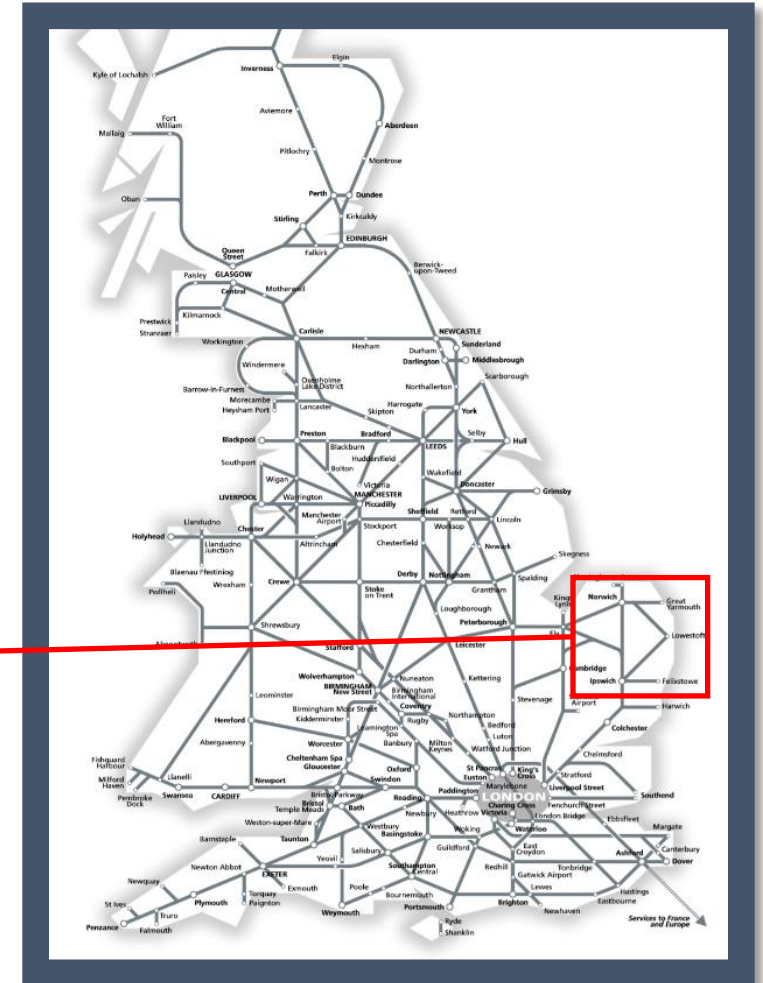 Elgin
Kyle of Lochalsh
Inverness
Aviemore
Fort
William
Mallaig
Aberdeen
Pitlochry
Montrose
Oban
Perth
Dundee
Stirling
Kirkcaldy
EDINBURGH
Queen
Street
Falkirk
GLASGOW
Paisley
Central
Motherwell
Berwick-
upon-Tweed
Prestwick
Kilmarnock
Stranraer
Carlisle
NEWCASTLE
Workington
Hexham
Durham
Sunderland
Darlington
Middlesbrough
Windermere
Scarborough
Oxenholme
Lake District
Barrow-in-Furness
Northallerton
Morecambe
Lancaster
Harrogate
York
Heysham Port
Skipton
Preston
Bradford
Selby
Blackpool
Blackburn
LEEDS
Hull
Huddersfield
Southport
Bolton
Wakefield
Wigan
Victoria
Doncaster
MANCHESTER
LIVERPOOL
Warrington
Piccadilly
Grimsby
Manchester
Airport
Sheffield
Retford
Llandudno
Stockport
Worksop
Lincoln
Holyhead
Chester
Llandudno
Junction
Altrincham
Chesterfield
Newark
Skegness
Blaenau Ffestiniog
Wrexham
Crewe
Stoke
on Trent
Derby
Nottingham
Grantham
Spalding
Pwllheli
Loughborough
Norwich
Great
Yarmouth
Shrewsbury
Peterborough
Stafford
Leicester
Lowestoft
Wolverhampton
Nuneaton
Kettering
BIRMINGHAM
New Street
Birmingham
International
Ipswich
Felixstowe
Leominster
Birmingham Moor Street
Coventry
Stevenage
Airport
Harwich
Kidderminster
Rugby
Northampton
Hereford
Leamington
Spa
Bedford
Colchester
Abergavenny
Worcester
Banbury
Milton
Keynes
Luton
Watford Junction
Chelmsford
Fishguard
Harbour
Cheltenham Spa
Gloucester
Oxford
St Pancras
King's
Cross
Euston
Stratford
Milford
Haven
Llanelli
Newport
Swindon
Marylebone
Liverpool Street
Pembroke
Dock
Swansea
CARDIFF
Bristol Parkway
Reading
Paddington
LONDON
Southend
Bristol
Temple Meads
Bath
Charing Cross
Fenchurch Street
Newbury
Heathrow
Victoria
London Bridge
Ebbsfleet
Weston-super-Mare
Westbury
Basingstoke
Woking
Waterloo
Margate
Barnstaple
Taunton
Salisbury
Guildford
East
Croydon
Canterbury
Newton Abbot
Yeovil
Southampton
Central
Redhill
Tonbridge
Ashford
Dover
EXETER
Gatwick Airport
Newquay
Exmouth
Poole
Lewes
Hastings
Torquay
Paignton
Bournemouth
Eastbourne
St Ives
Plymouth
Portsmouth
Brighton
Newhaven
Truro
Weymouth
Penzance
Falmouth
Ryde
Shanklin
Services to France
and Europe